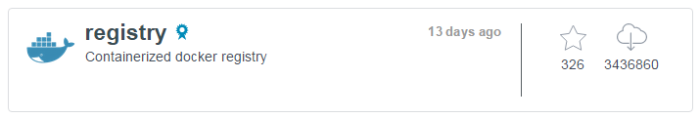 registry
13 days ago
Containerized docker registry
326
3436860